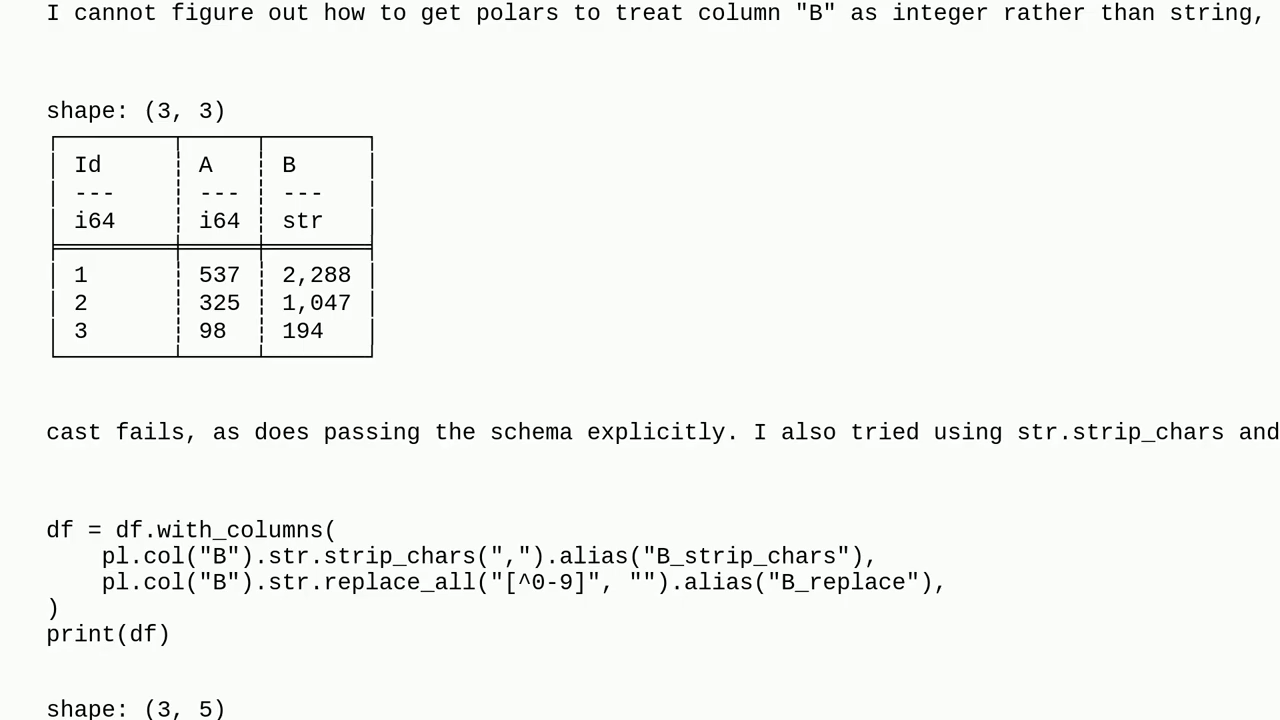 I cannot figure out how to get polars to treat column "B" as integer rather than string,
shape: (3, 3)
Id A B
--- --- ---
i64 i64 str
1 537 2,288
2 325 1,047
3 98 194
cast fails, as does passing the schema explicitly. I also tried using str.strip_chars and
df = df.with_columns(
    pl.col("B").str.strip_chars(",").alias("B_strip_chars"),
    pl.col("B").str.replace_all("[^0-9]", "").alias("B_replace"),
)
print(df)
shape: (3, 5)